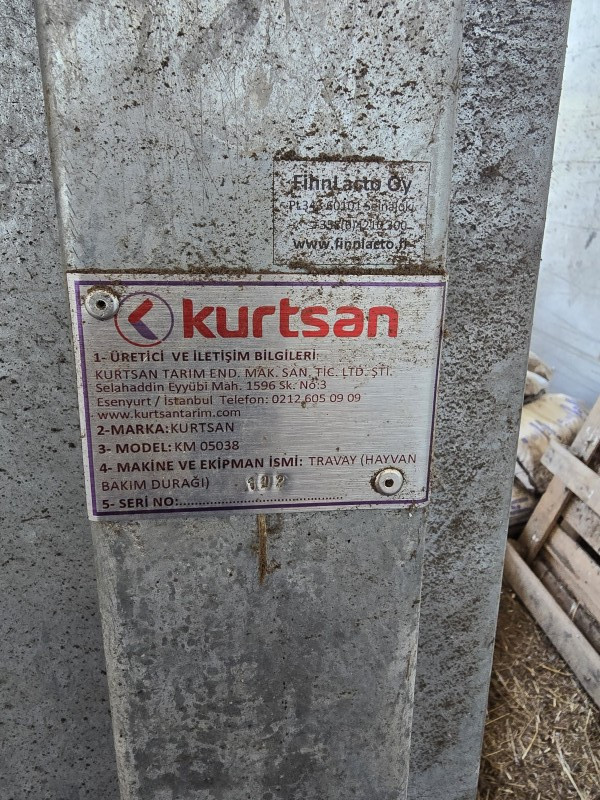 FinnLacto Oy
PL343 60101 Seinäjoki
www.finnlacto.fi
kurtsan
1- ÜRETİCİ VE İLETİŞİM BİLGİLERİ:
KURTSAN TARIM END. MAK. SAN. TİC. LTD. ŞTİ.
Selahaddin Eyyübi Mah. 1596 Sk. No:3
Esenyurt / İstanbul Telefon: 0212 605 09 09
www.kurtsantarim.com
2-MARKA:KURTSAN
3- MODEL: KM 05038
4- MAKİNE VE EKİPMAN İSMİ: TRAVAY (HAYVAN
BAKIM DURAĞI)
5- SERİ NO: